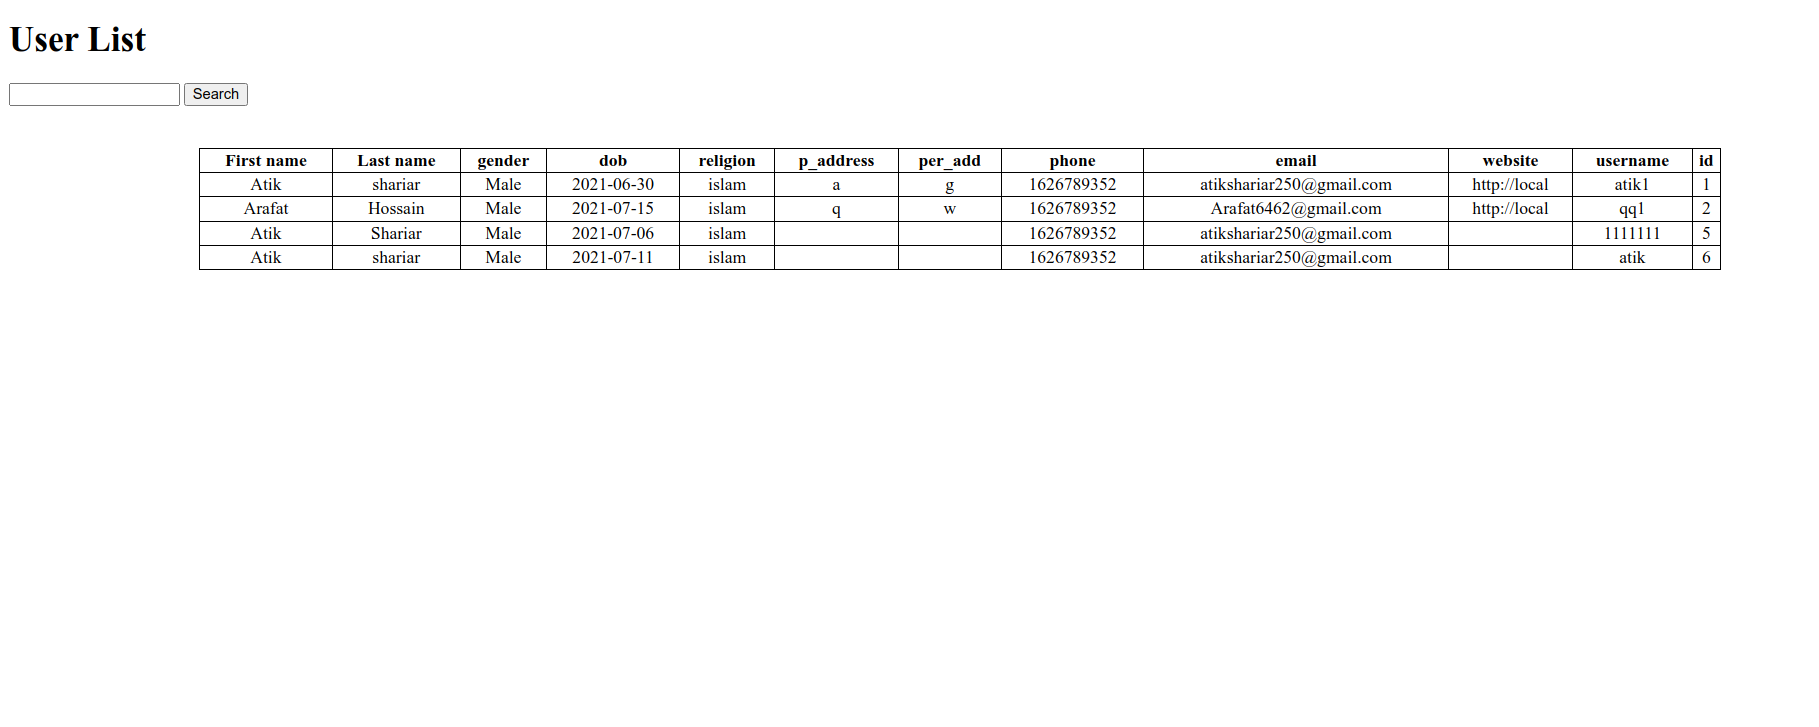 User List
Search
First name Last name gender dob religion p_address per_add phone email website username id
Atik shariar Male 2021-06-30 islam a g 1626789352 atikshariar250@gmail.com http://local atik1 1
Arafat Hossain Male 2021-07-15 islam q w 1626789352 Arafat6462@gmail.com http://local qq1 2
Atik Shariar Male 2021-07-06 islam 1626789352 atikshariar250@gmail.com 1111111 5
Atik shariar Male 2021-07-11 islam 1626789352 atikshariar250@gmail.com atik 6